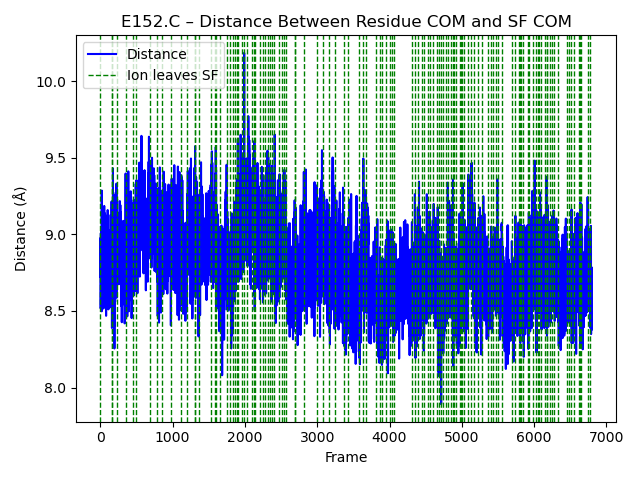 E152.C – Distance Between Residue COM and SF COM
Distance
Ion leaves SF
10.0
9.5
9.0
8.5
8.0
Distance (Å)
0 1000 2000 3000 4000 5000 6000 7000
Frame